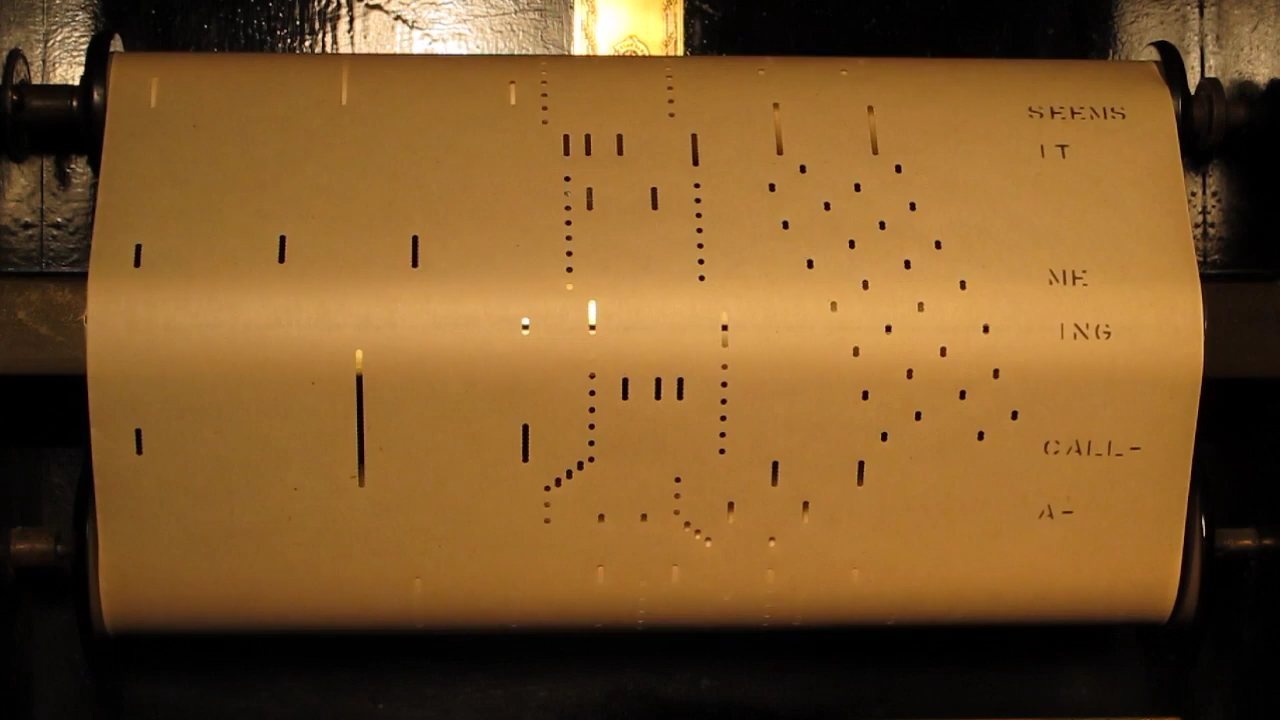 SEEMS
IT
ME
ING
CALL-
A-